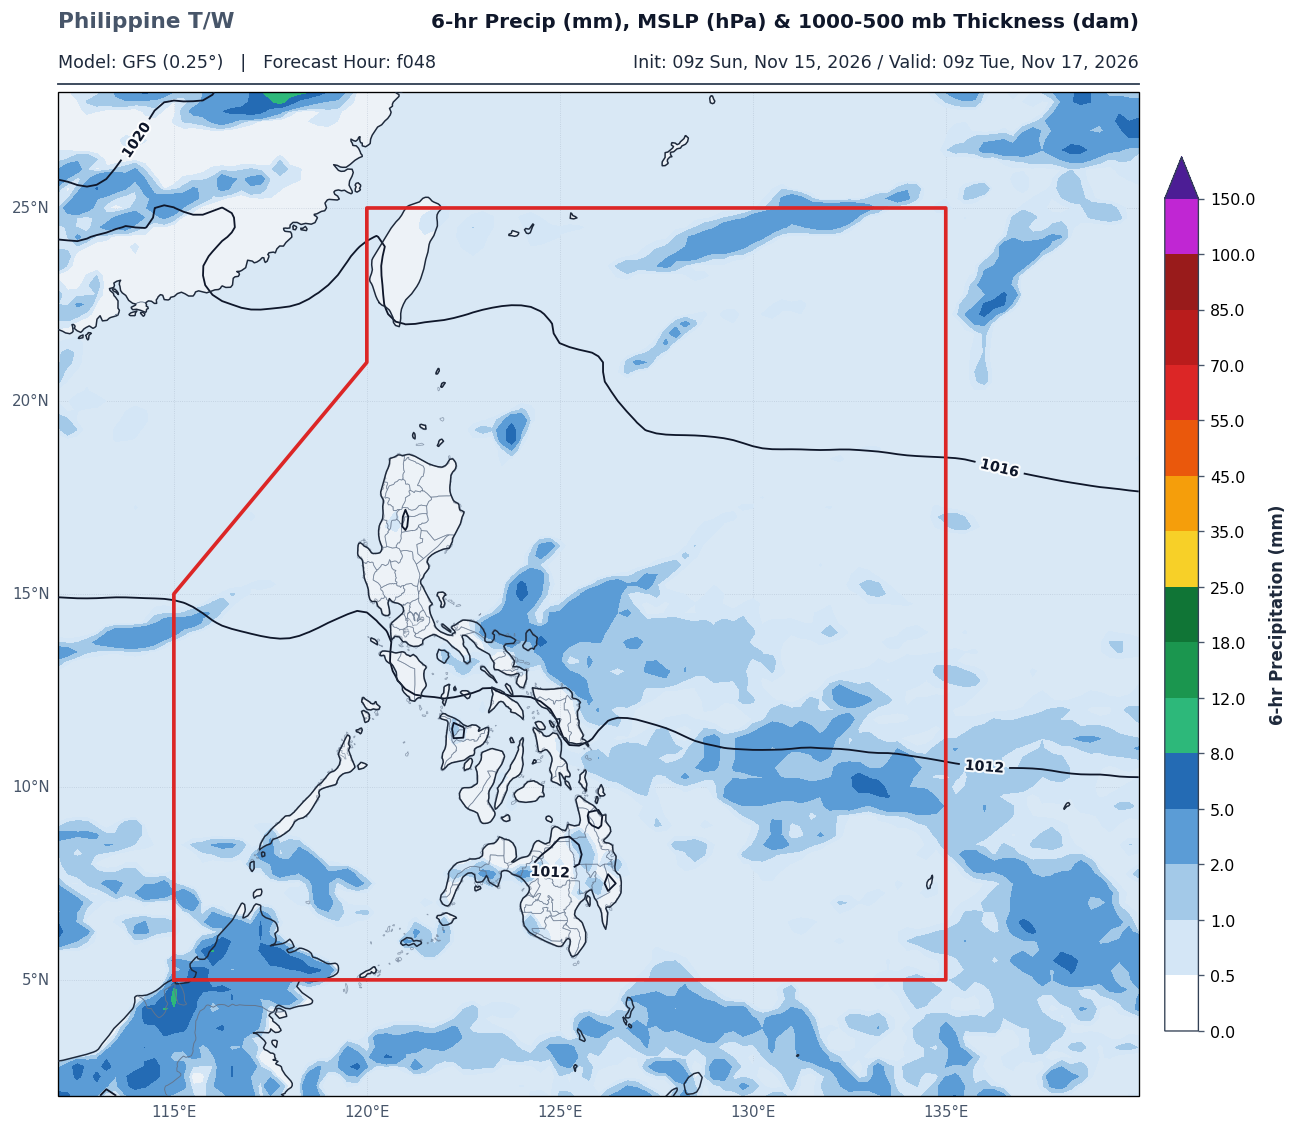 Philippine T/W
6-hr Precip (mm), MSLP (hPa) & 1000-500 mb Thickness (dam)
Model: GFS (0.25°) | Forecast Hour: f048
Init: 09z Sun, Nov 15, 2026 / Valid: 09z Tue, Nov 17, 2026
1020
25°N
20°N
15°N
10°N
5°N
1016
1012
1012
115°E
120°E
125°E
130°E
135°E
150.0
100.0
85.0
70.0
55.0
45.0
35.0
25.0
18.0
12.0
8.0
5.0
2.0
1.0
0.5
0.0
6-hr Precipitation (mm)